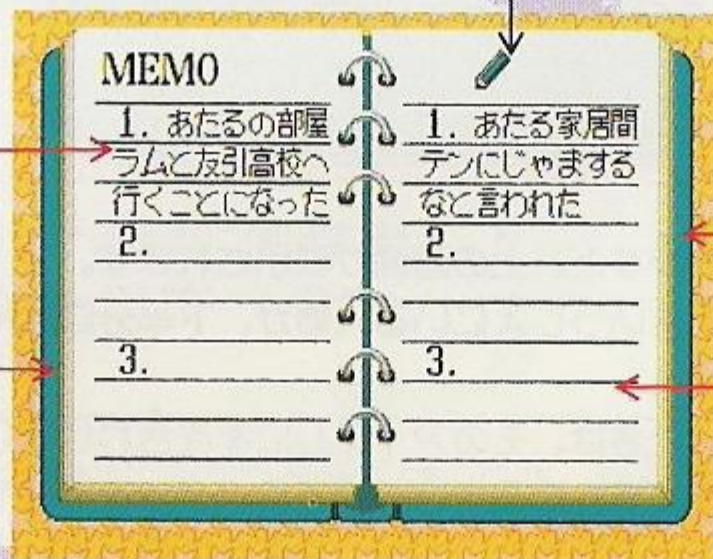 MEMO
1. あたるの部屋
ラムと友引高校へ
行くことになった
2.
3.
1. あたる家居間
テンにじゃまする
なと言われた
2.
3.